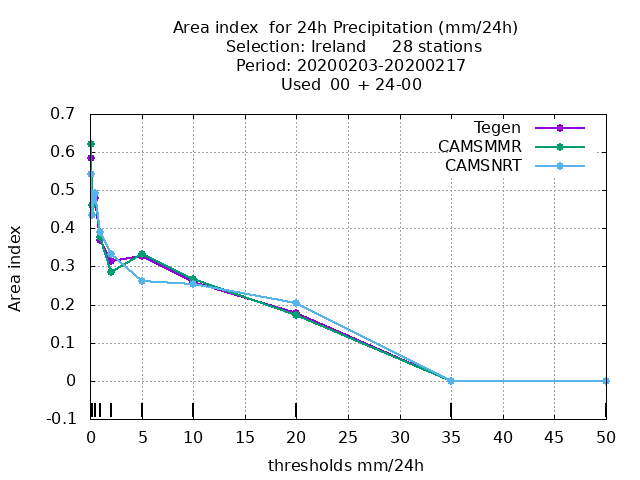 Area index  for 24h Precipitation (mm/24h)
Selection: Ireland     28 stations
Period: 20200203-20200217
Used  00 + 24-00
Tegen
CAMSMMR
CAMSNRT
Area index
0.7
0.6
0.5
0.4
0.3
0.2
0.1
0
-0.1
0 5 10 15 20 25 30 35 40 45 50
thresholds mm/24h